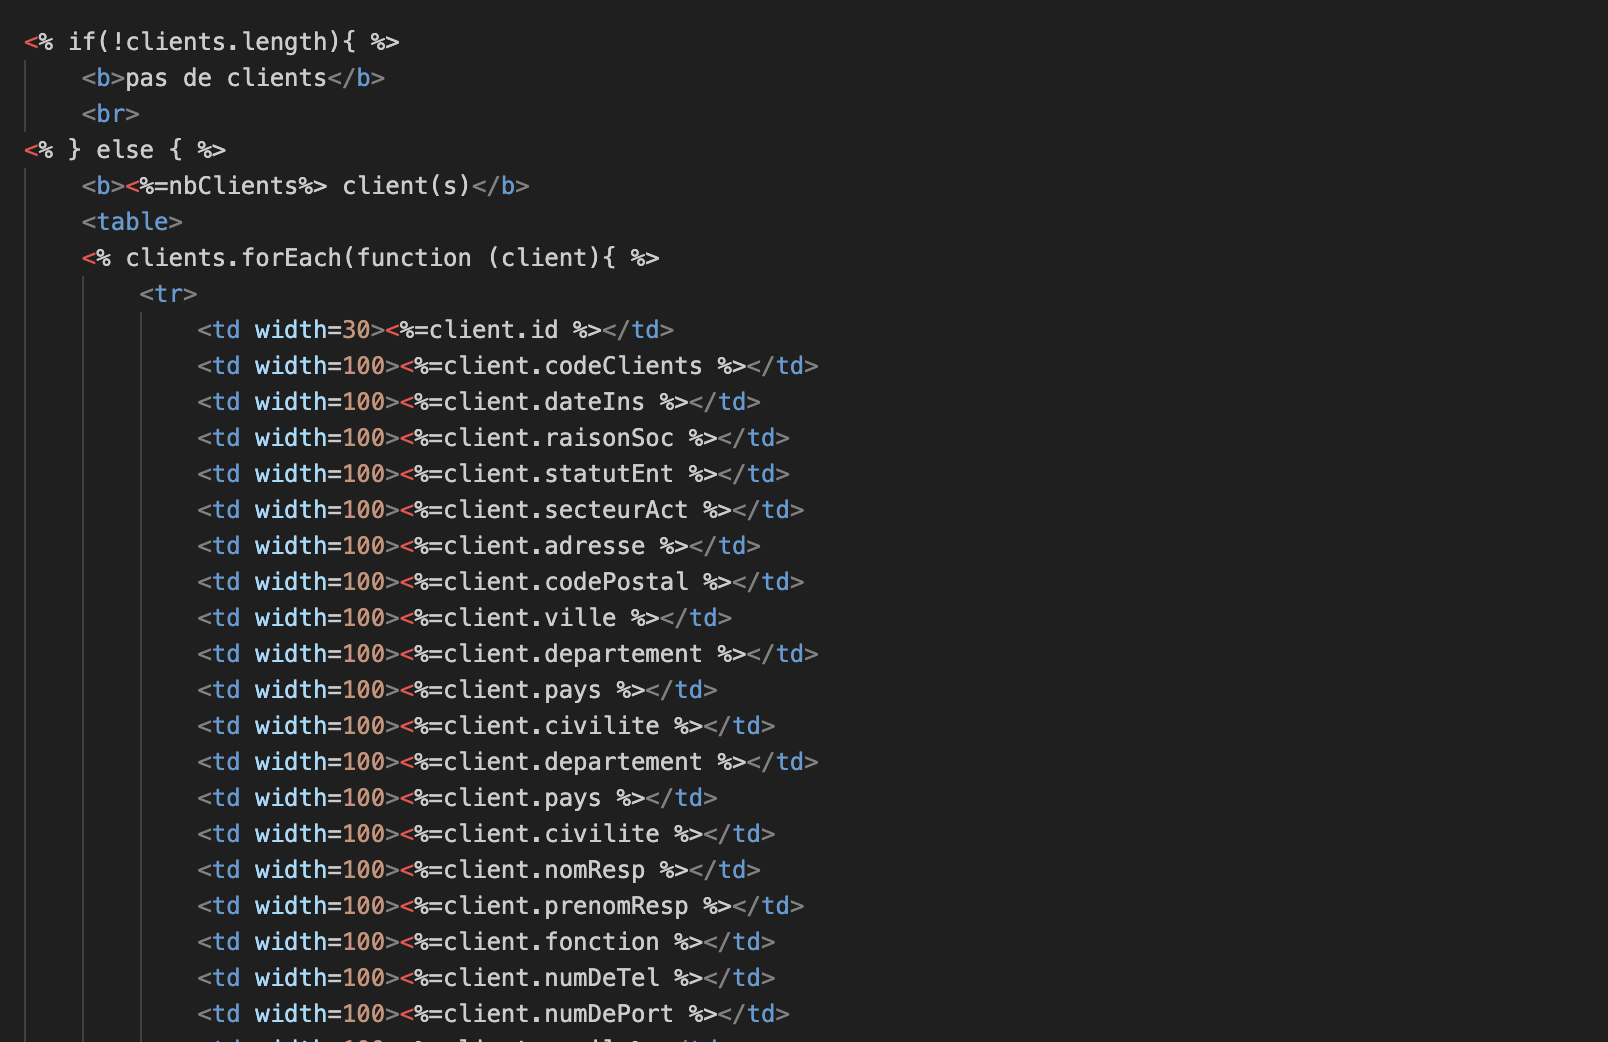 <% if(!clients.length){ %>
<b>pas de clients</b>
<br>
<% } else { %>
<b><%=nbClients%> client(s)</b>
<table>
<% clients.forEach(function (client){ %>
<tr>
<td width=30><%=client.id %></td>
<td width=100><%=client.codeClients %></td>
<td width=100><%=client.dateIns %></td>
<td width=100><%=client.raisonSoc %></td>
<td width=100><%=client.statutEnt %></td>
<td width=100><%=client.secteurAct %></td>
<td width=100><%=client.adresse %></td>
<td width=100><%=client.codePostal %></td>
<td width=100><%=client.ville %></td>
<td width=100><%=client.departement %></td>
<td width=100><%=client.pays %></td>
<td width=100><%=client.civilite %></td>
<td width=100><%=client.departement %></td>
<td width=100><%=client.pays %></td>
<td width=100><%=client.civilite %></td>
<td width=100><%=client.nomResp %></td>
<td width=100><%=client.prenomResp %></td>
<td width=100><%=client.fonction %></td>
<td width=100><%=client.numDeTel %></td>
<td width=100><%=client.numDePort %></td>